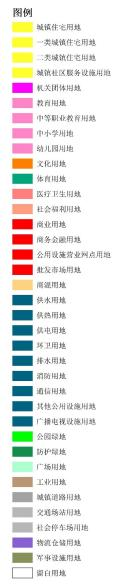 图例
城镇住宅用地
一类城镇住宅用地
二类城镇住宅用地
城镇社区服务设施用地
机关团体用地
教育用地
中等职业教育用地
中小学用地
幼儿园用地
文化用地
体育用地
医疗卫生用地
社会福利用地
商业用地
商务金融用地
公用设施营业网点用地
批发市场用地
商混用地
供水用地
供热用地
供电用地
环卫用地
排水用地
消防用地
通信用地
其他公用设施用地
广播电视设施用地
公园绿地
防护绿地
广场用地
工业用地
城镇道路用地
交通场站用地
社会停车场用地
物流仓储用地
军事设施用地
留白用地